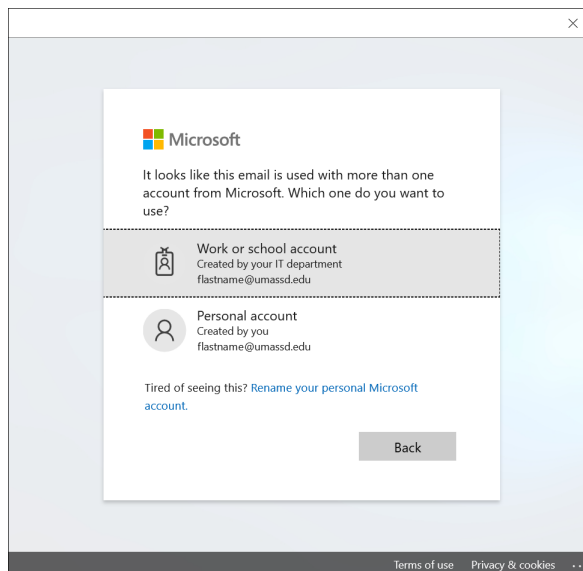 Microsoft
It looks like this email is used with more than one
account from Microsoft. Which one do you want to
use?
Work or school account
Created by your IT department
flastname@umassd.edu
Personal account
Created by you
flastname@umassd.edu
Tired of seeing this? Rename your personal Microsoft
account.
Back
Terms of use Privacy & cookies ..